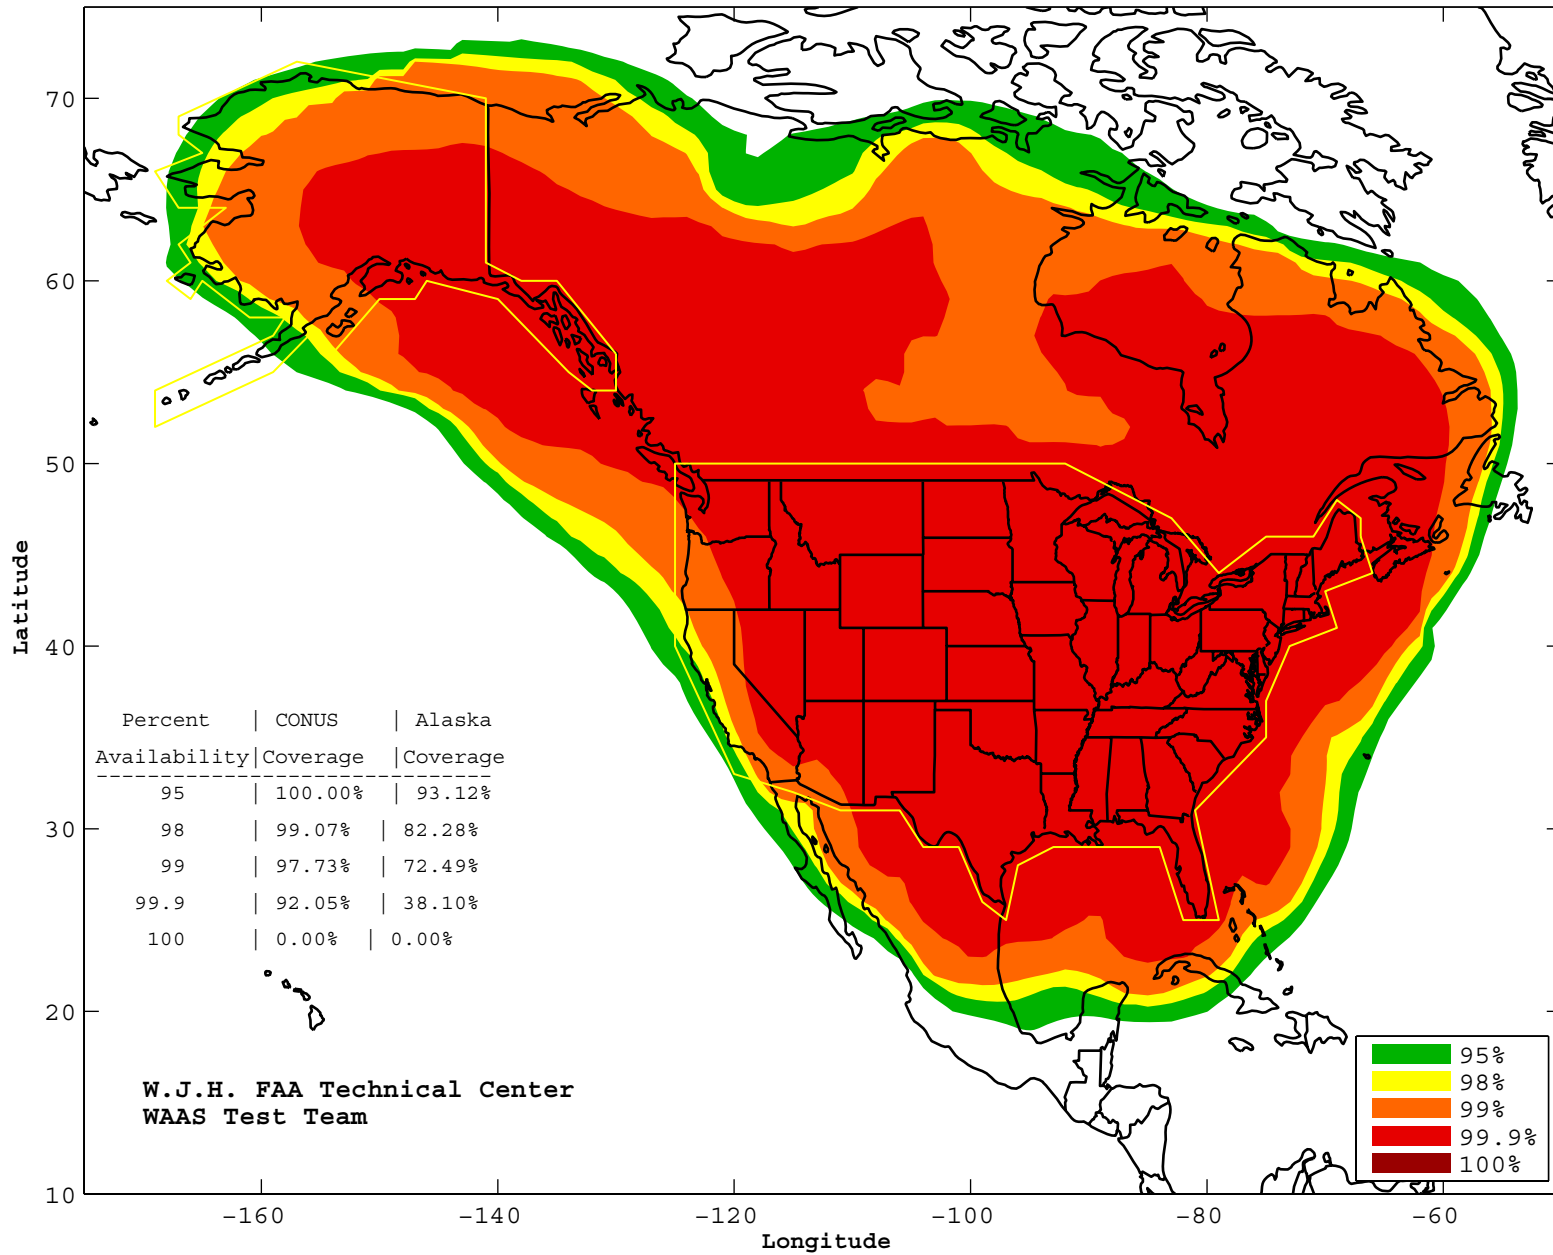 70
60
50
40
30
20
10
Latitude
Percent | CONUS | Alaska
Availability|Coverage |Coverage
--------------------------------
95 | 100.00% | 93.12%
98 | 99.07% | 82.28%
99 | 97.73% | 72.49%
99.9 | 92.05% | 38.10%
100 | 0.00% | 0.00%
W.J.H. FAA Technical Center
WAAS Test Team
95%
98%
99%
99.9%
100%
-160 -140 -120 -100 -80 -60
Longitude